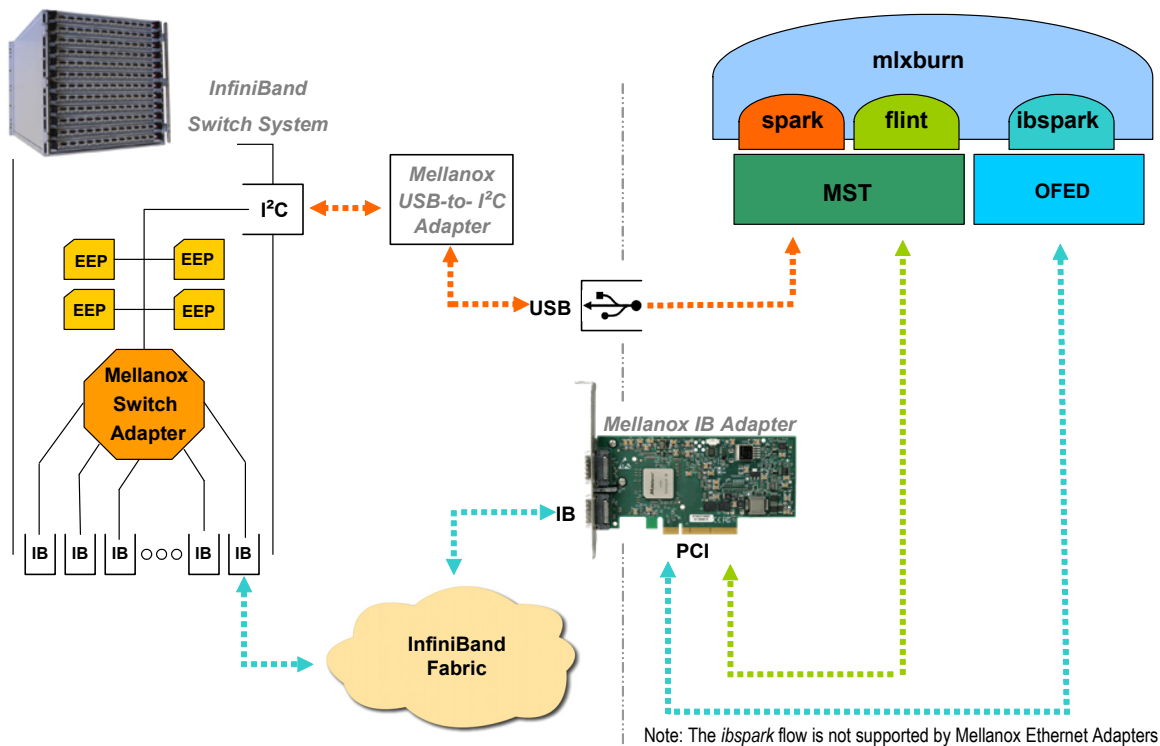 InfiniBand
Switch System
mlxburn
spark
flint
ibspark
MST
OFED
I²C
Mellanox
USB-to- I²C
Adapter
EEP
EEP
EEP
EEP
USB
Mellanox
Switch
Adapter
Mellanox IB Adapter
IB
PCI
IB
IB
IB
IB
IB
InfiniBand
Fabric
Note: The ibspark flow is not supported by Mellanox Ethernet Adapters